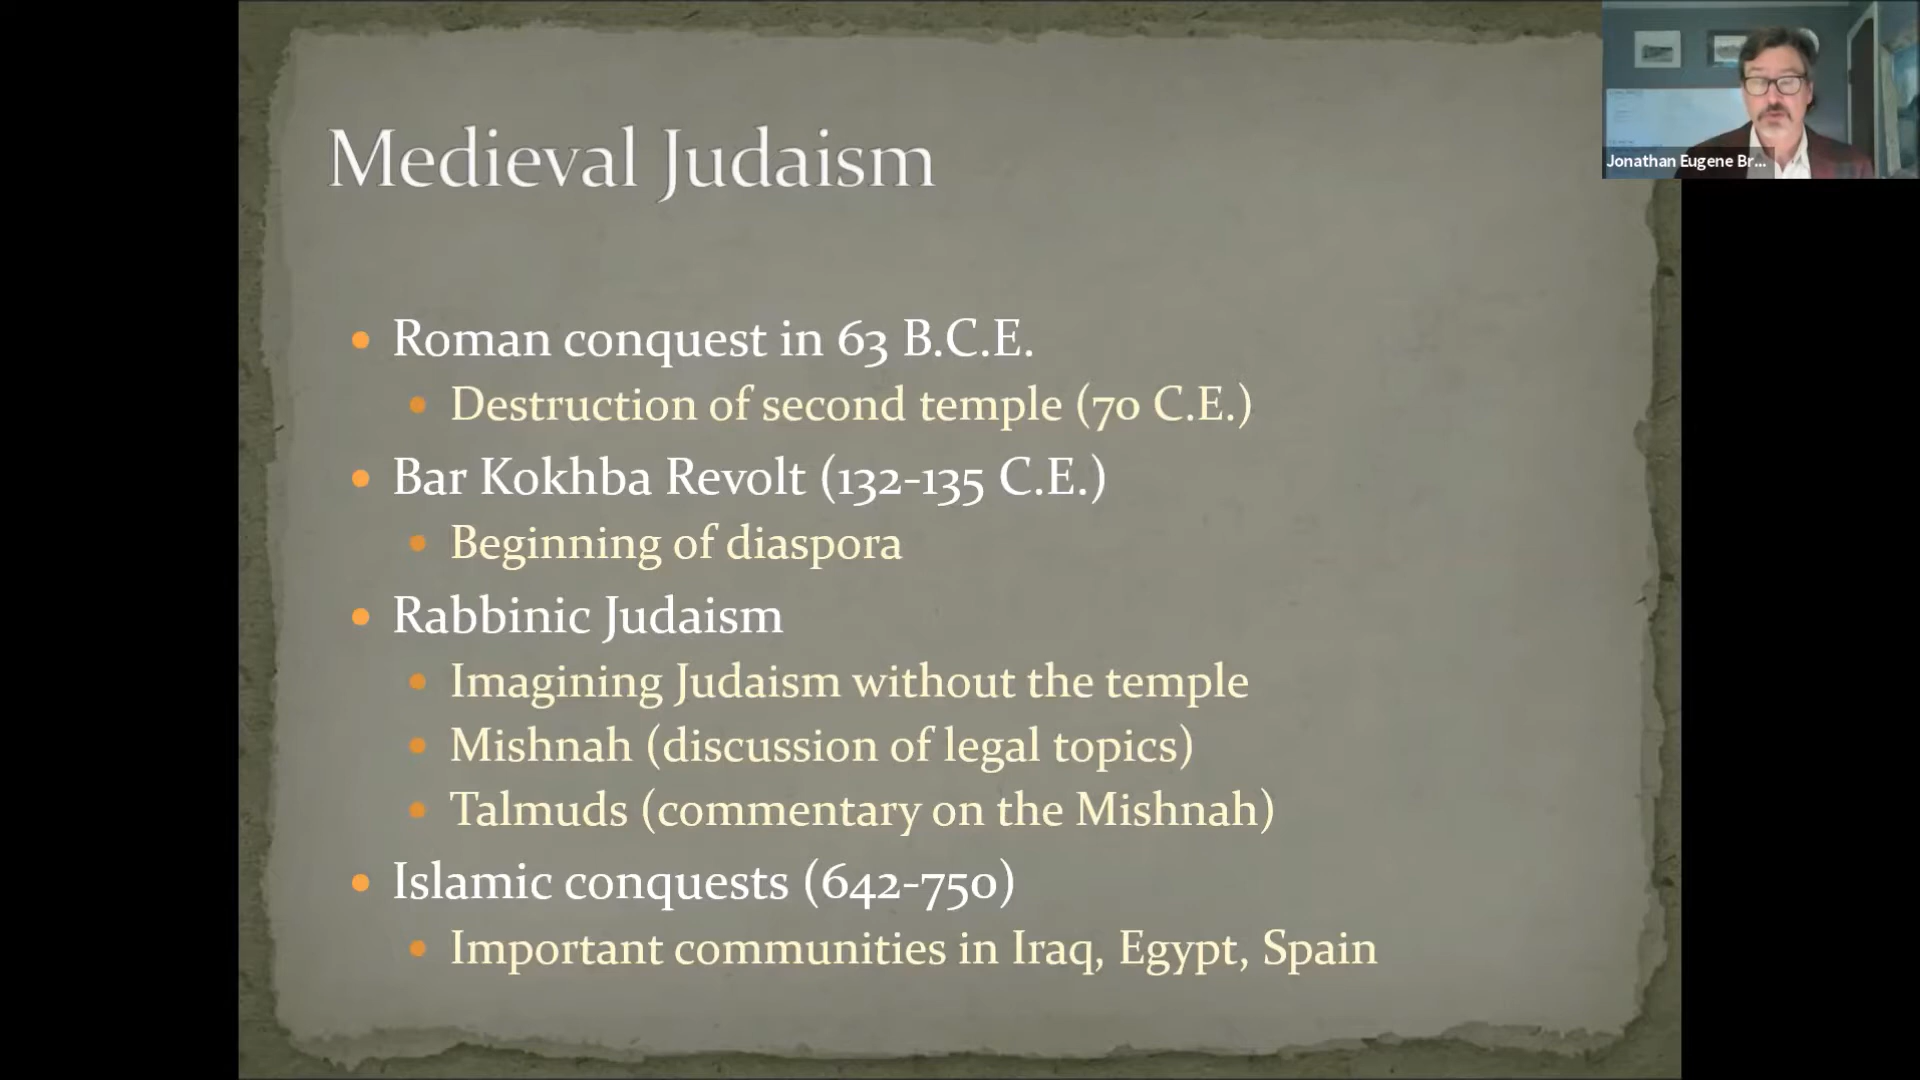 Medieval Judaism
Jonathan Eugene Br...
• Roman conquest in 63 B.C.E.
• Destruction of second temple (70 C.E.)
• Bar Kokhba Revolt (132-135 C.E.)
• Beginning of diaspora
• Rabbinic Judaism
• Imagining Judaism without the temple
• Mishnah (discussion of legal topics)
• Talmuds (commentary on the Mishnah)
• Islamic conquests (642-750)
• Important communities in Iraq, Egypt, Spain